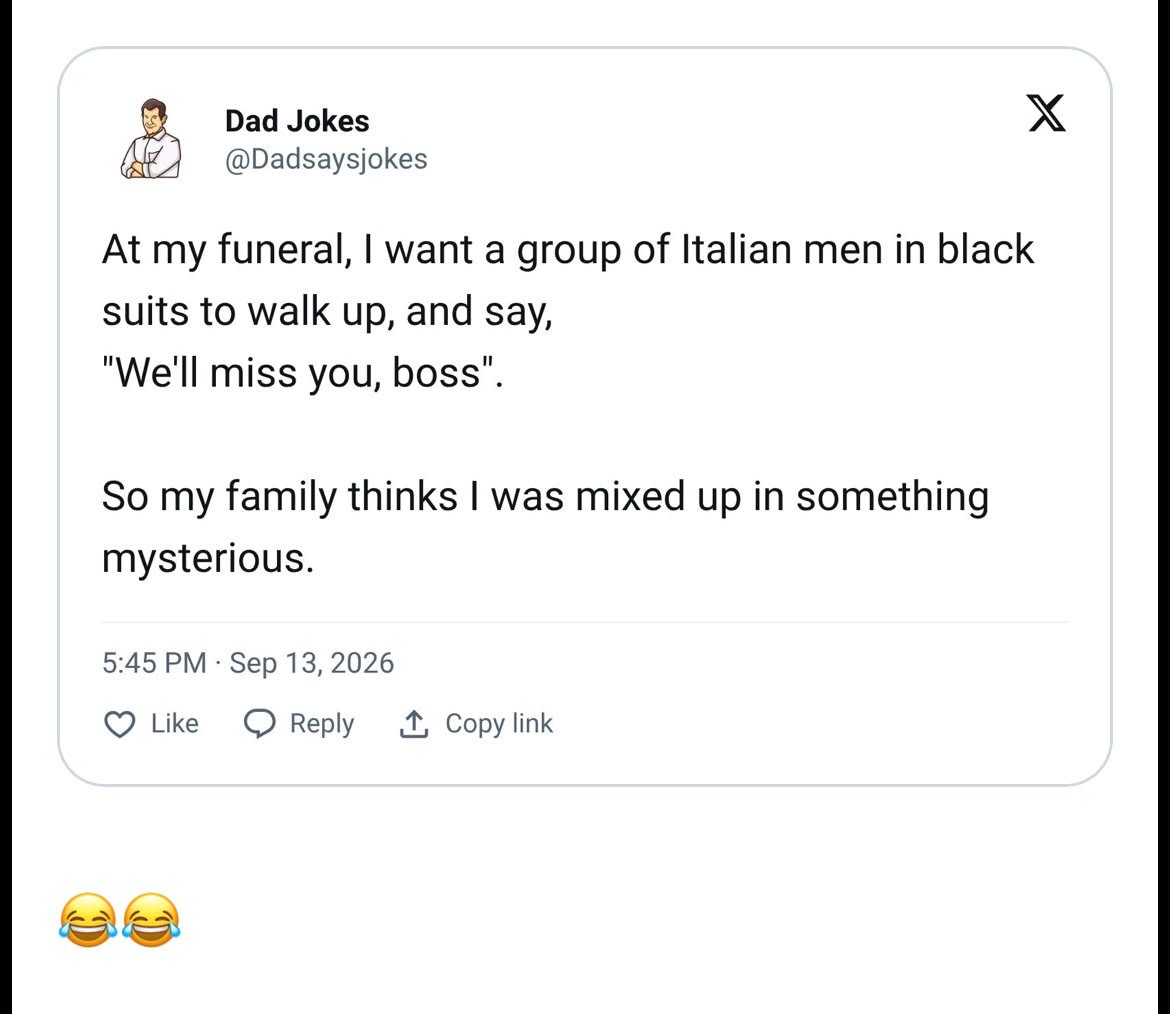 Dad Jokes
@Dadsaysjokes
At my funeral, I want a group of Italian men in black
suits to walk up, and say,
"We'll miss you, boss".
So my family thinks I was mixed up in something
mysterious.
5:45 PM · Sep 13, 2026
Like Reply Copy link
😂😂